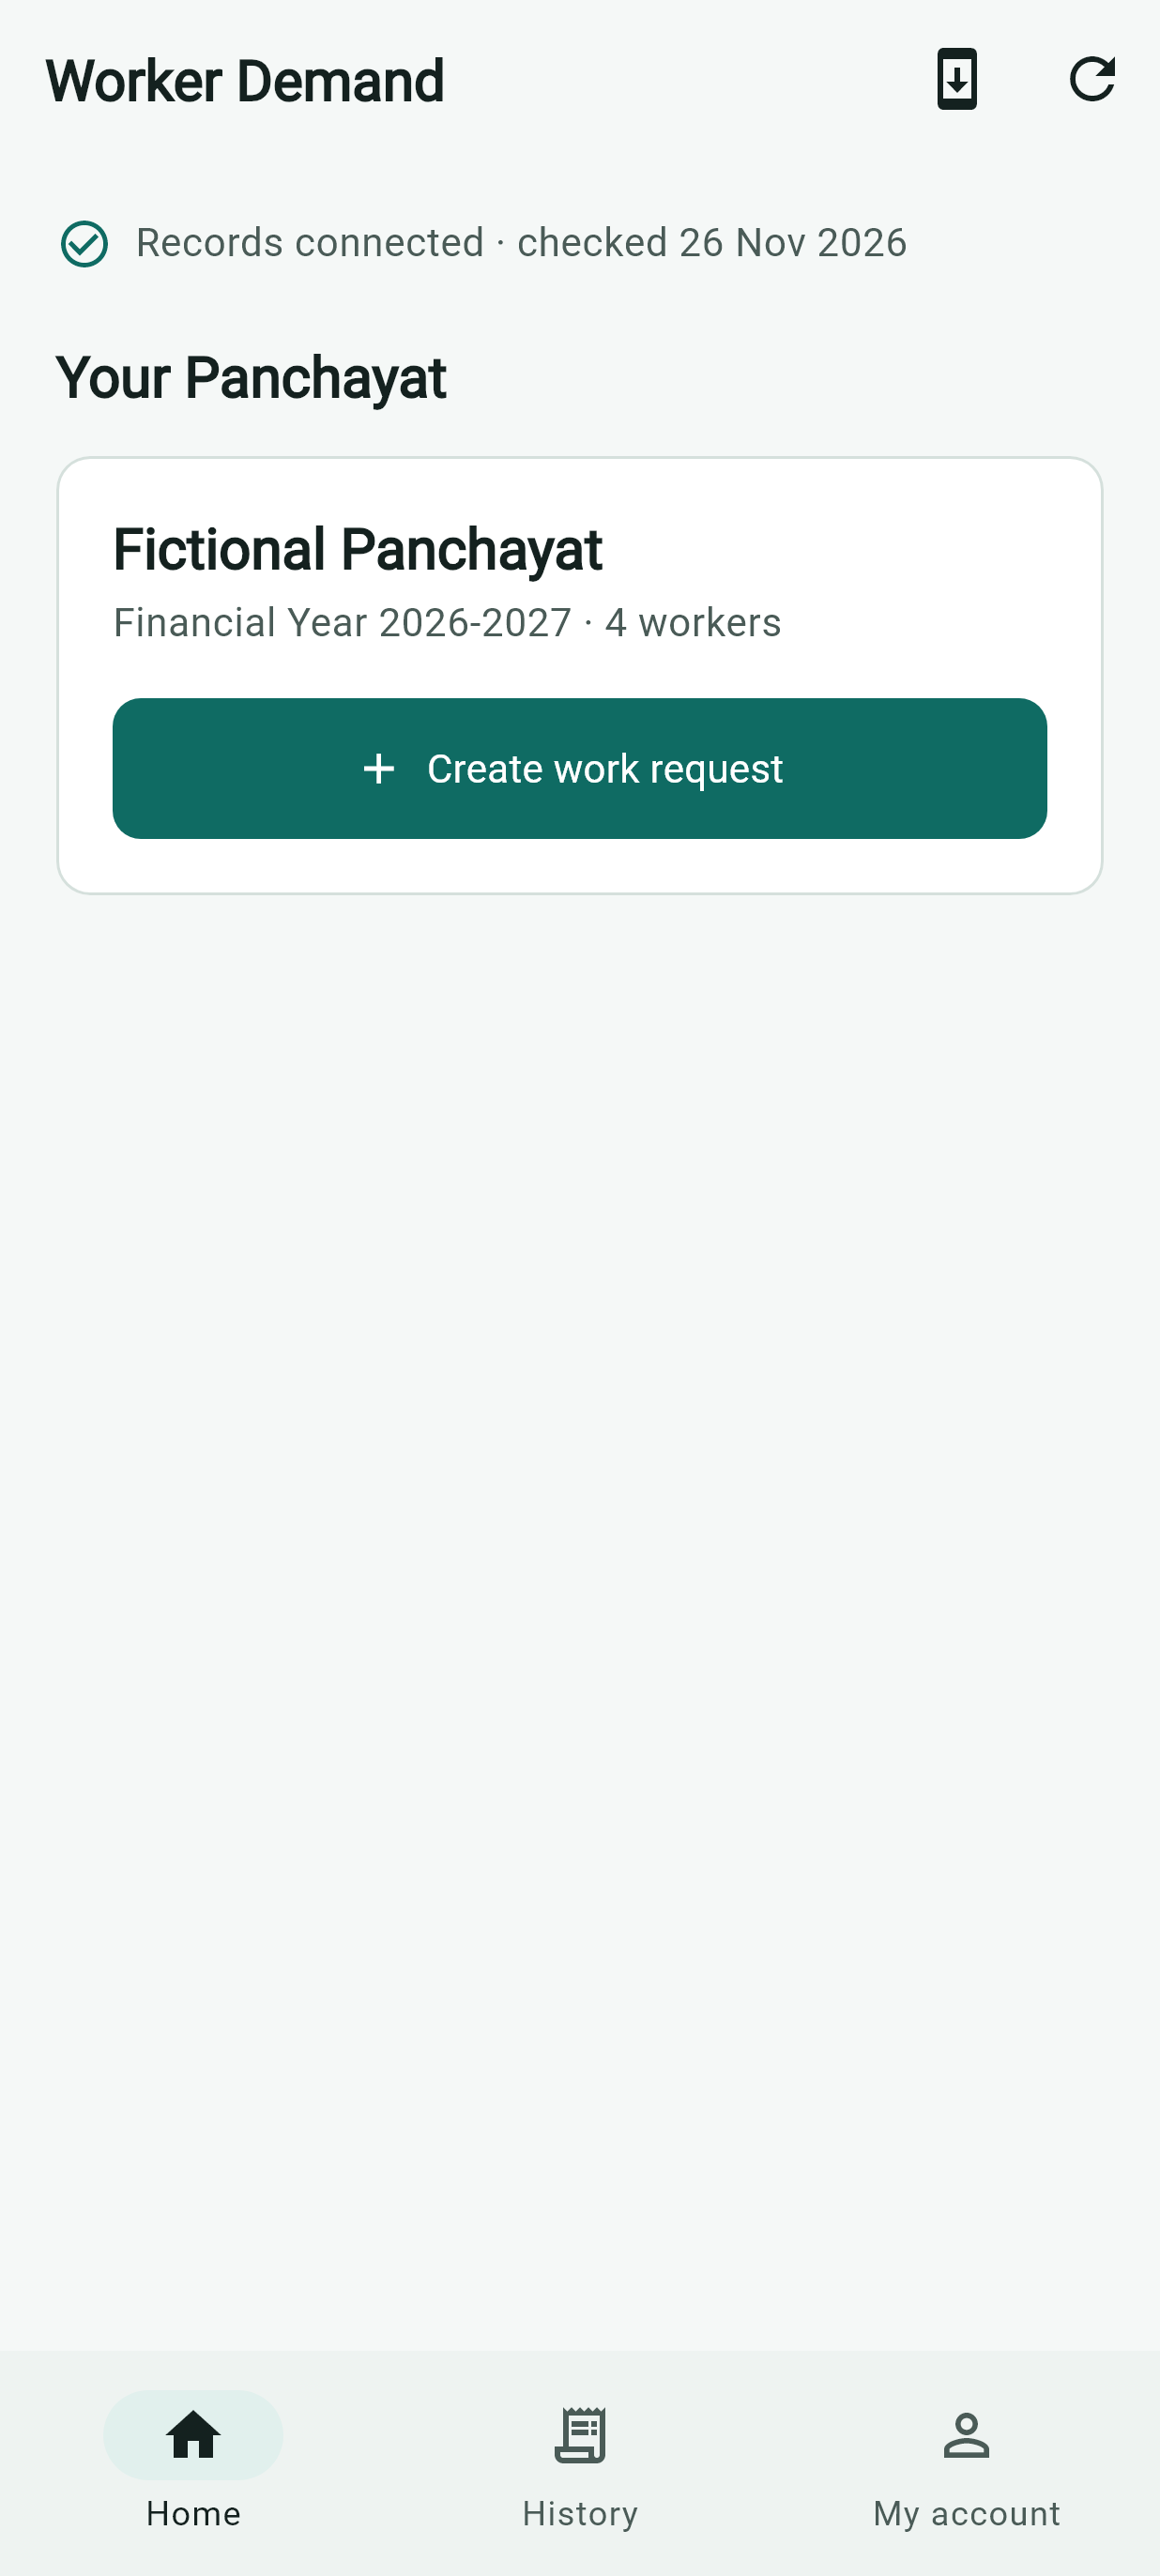 Worker Demand
Records connected · checked 26 Nov 2026
Your Panchayat
Fictional Panchayat
Financial Year 2026-2027 · 4 workers
Create work request
Home
History
My account